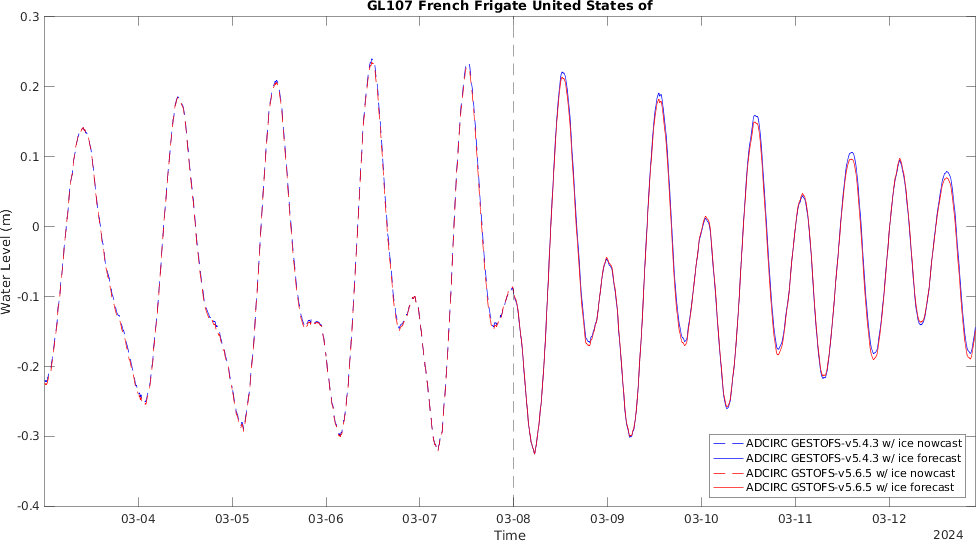 GL107 French Frigate United States of
0.3
0.2
0.1
0
-0.1
-0.2
-0.3
-0.4
Water Level (m)
ADCIRC GESTOFS-v5.4.3 w/ ice nowcast
ADCIRC GESTOFS-v5.4.3 w/ ice forecast
ADCIRC GSTOFS-v5.6.5 w/ ice nowcast
ADCIRC GSTOFS-v5.6.5 w/ ice forecast
03-04 03-05 03-06 03-07 03-08 03-09 03-10 03-11 03-12
Time
2024